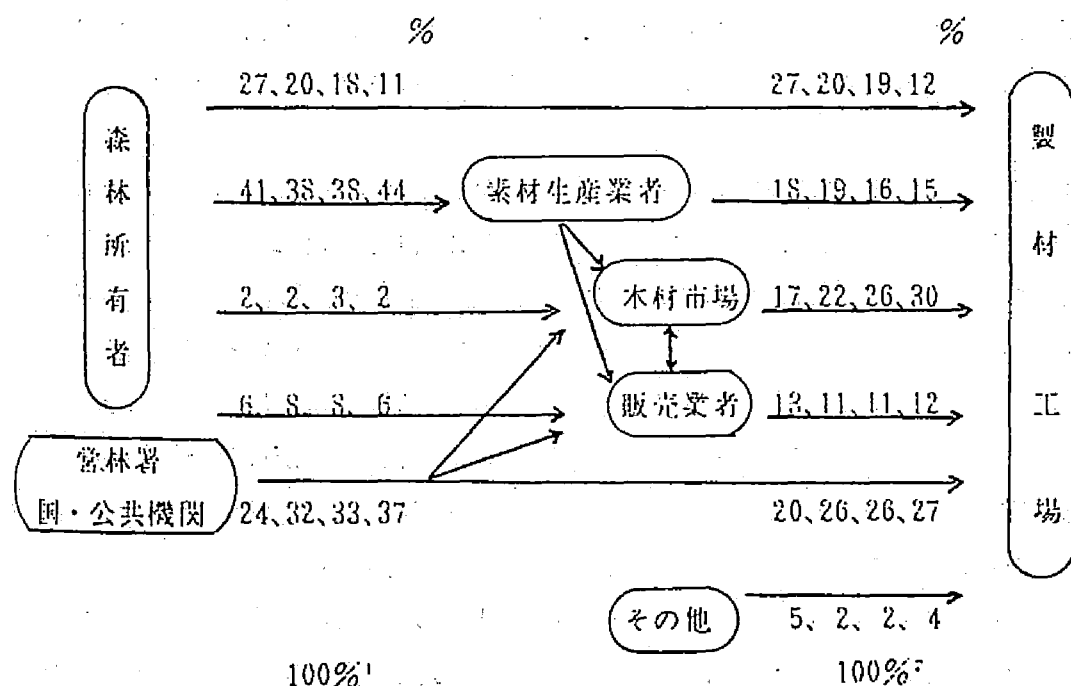 % %
27、20、18、11 27、20、19、12
森林所有者
製材工場
41、38、38、44 素材生産業者 18、19、16、15
2、2、3、2 木材市場 17、22、26、30
6、8、8、6 販売業者 13、11、11、12
営林署
国・公共機関 24、32、33、37 20、26、26、27
その他 5、2、2、4
100% 100%